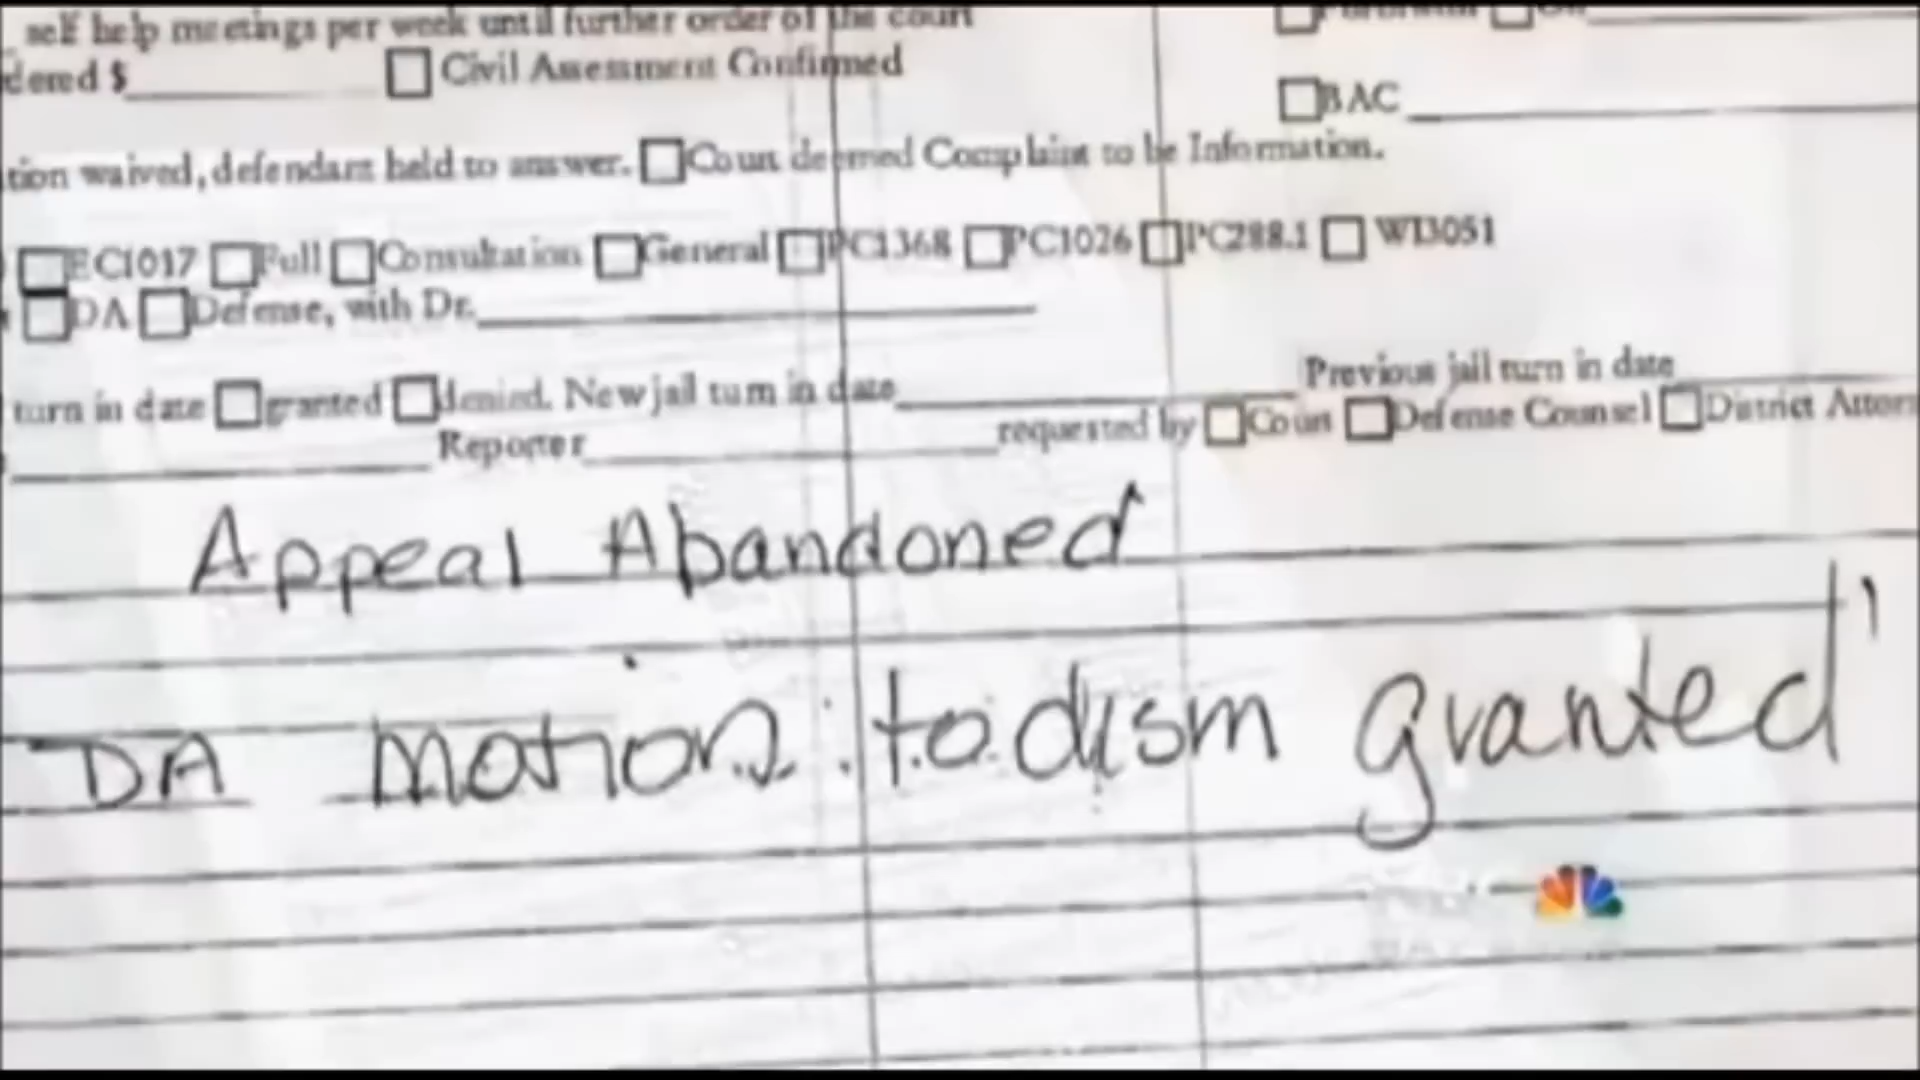 self help meetings per week until further order of the court
dered $ ☐ Civil Assessment Confirmed
☐ BAC
tion waived, defendant held to answer. ☐ Court deemed Complaint to be Information.
☐ EC1017 ☐ Full ☐ Consultation ☐ General ☐ PC1368 ☐ PC1026 ☐ PC288.1 ☐ WI3051
☐ DA ☐ Defense, with Dr.
Previous jail turn in date
turn in date ☐ granted ☐ denied. New jail turn in date
requested by ☐ Court ☐ Defense Counsel ☐ District Attor
Reporter
Appeal Abandoned
DA motion to dism granted